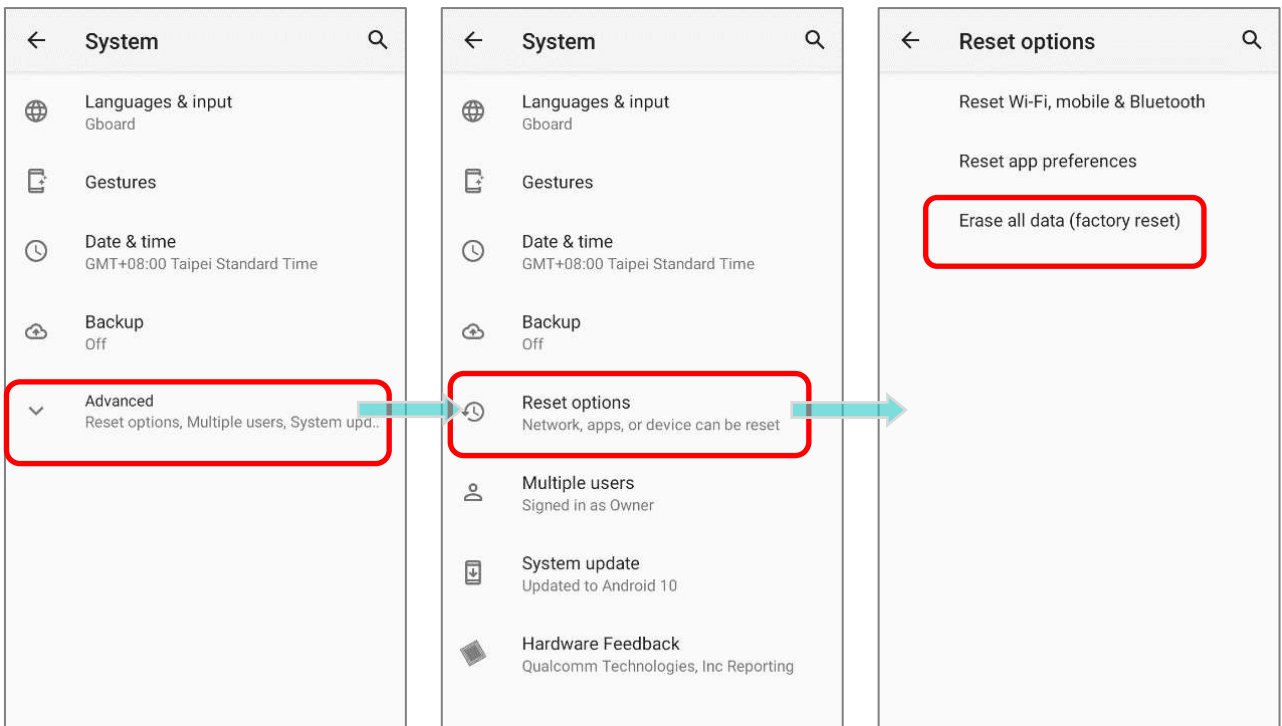 System
Languages & input
Gboard
Gestures
Date & time
GMT+08:00 Taipei Standard Time
Backup
Off
Advanced
Reset options, Multiple users, System upd..
System
Languages & input
Gboard
Gestures
Date & time
GMT+08:00 Taipei Standard Time
Backup
Off
Reset options
Network, apps, or device can be reset
Multiple users
Signed in as Owner
System update
Updated to Android 10
Hardware Feedback
Qualcomm Technologies, Inc Reporting
Reset options
Reset Wi-Fi, mobile & Bluetooth
Reset app preferences
Erase all data (factory reset)